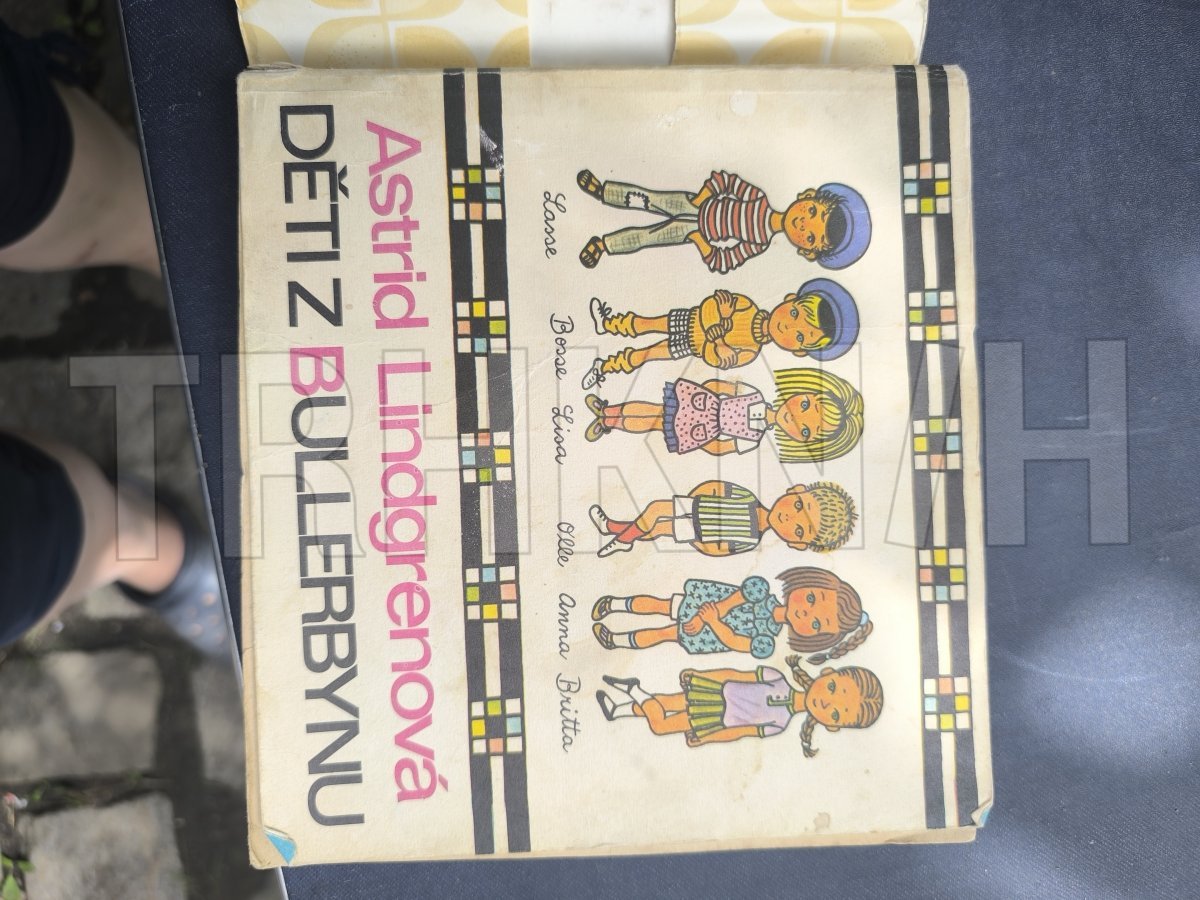 Lasse Bosse Lisa Olle Anna Britta
Astrid Lindgrenová
DĚTI Z BULLERBYNU
TRHKNIH